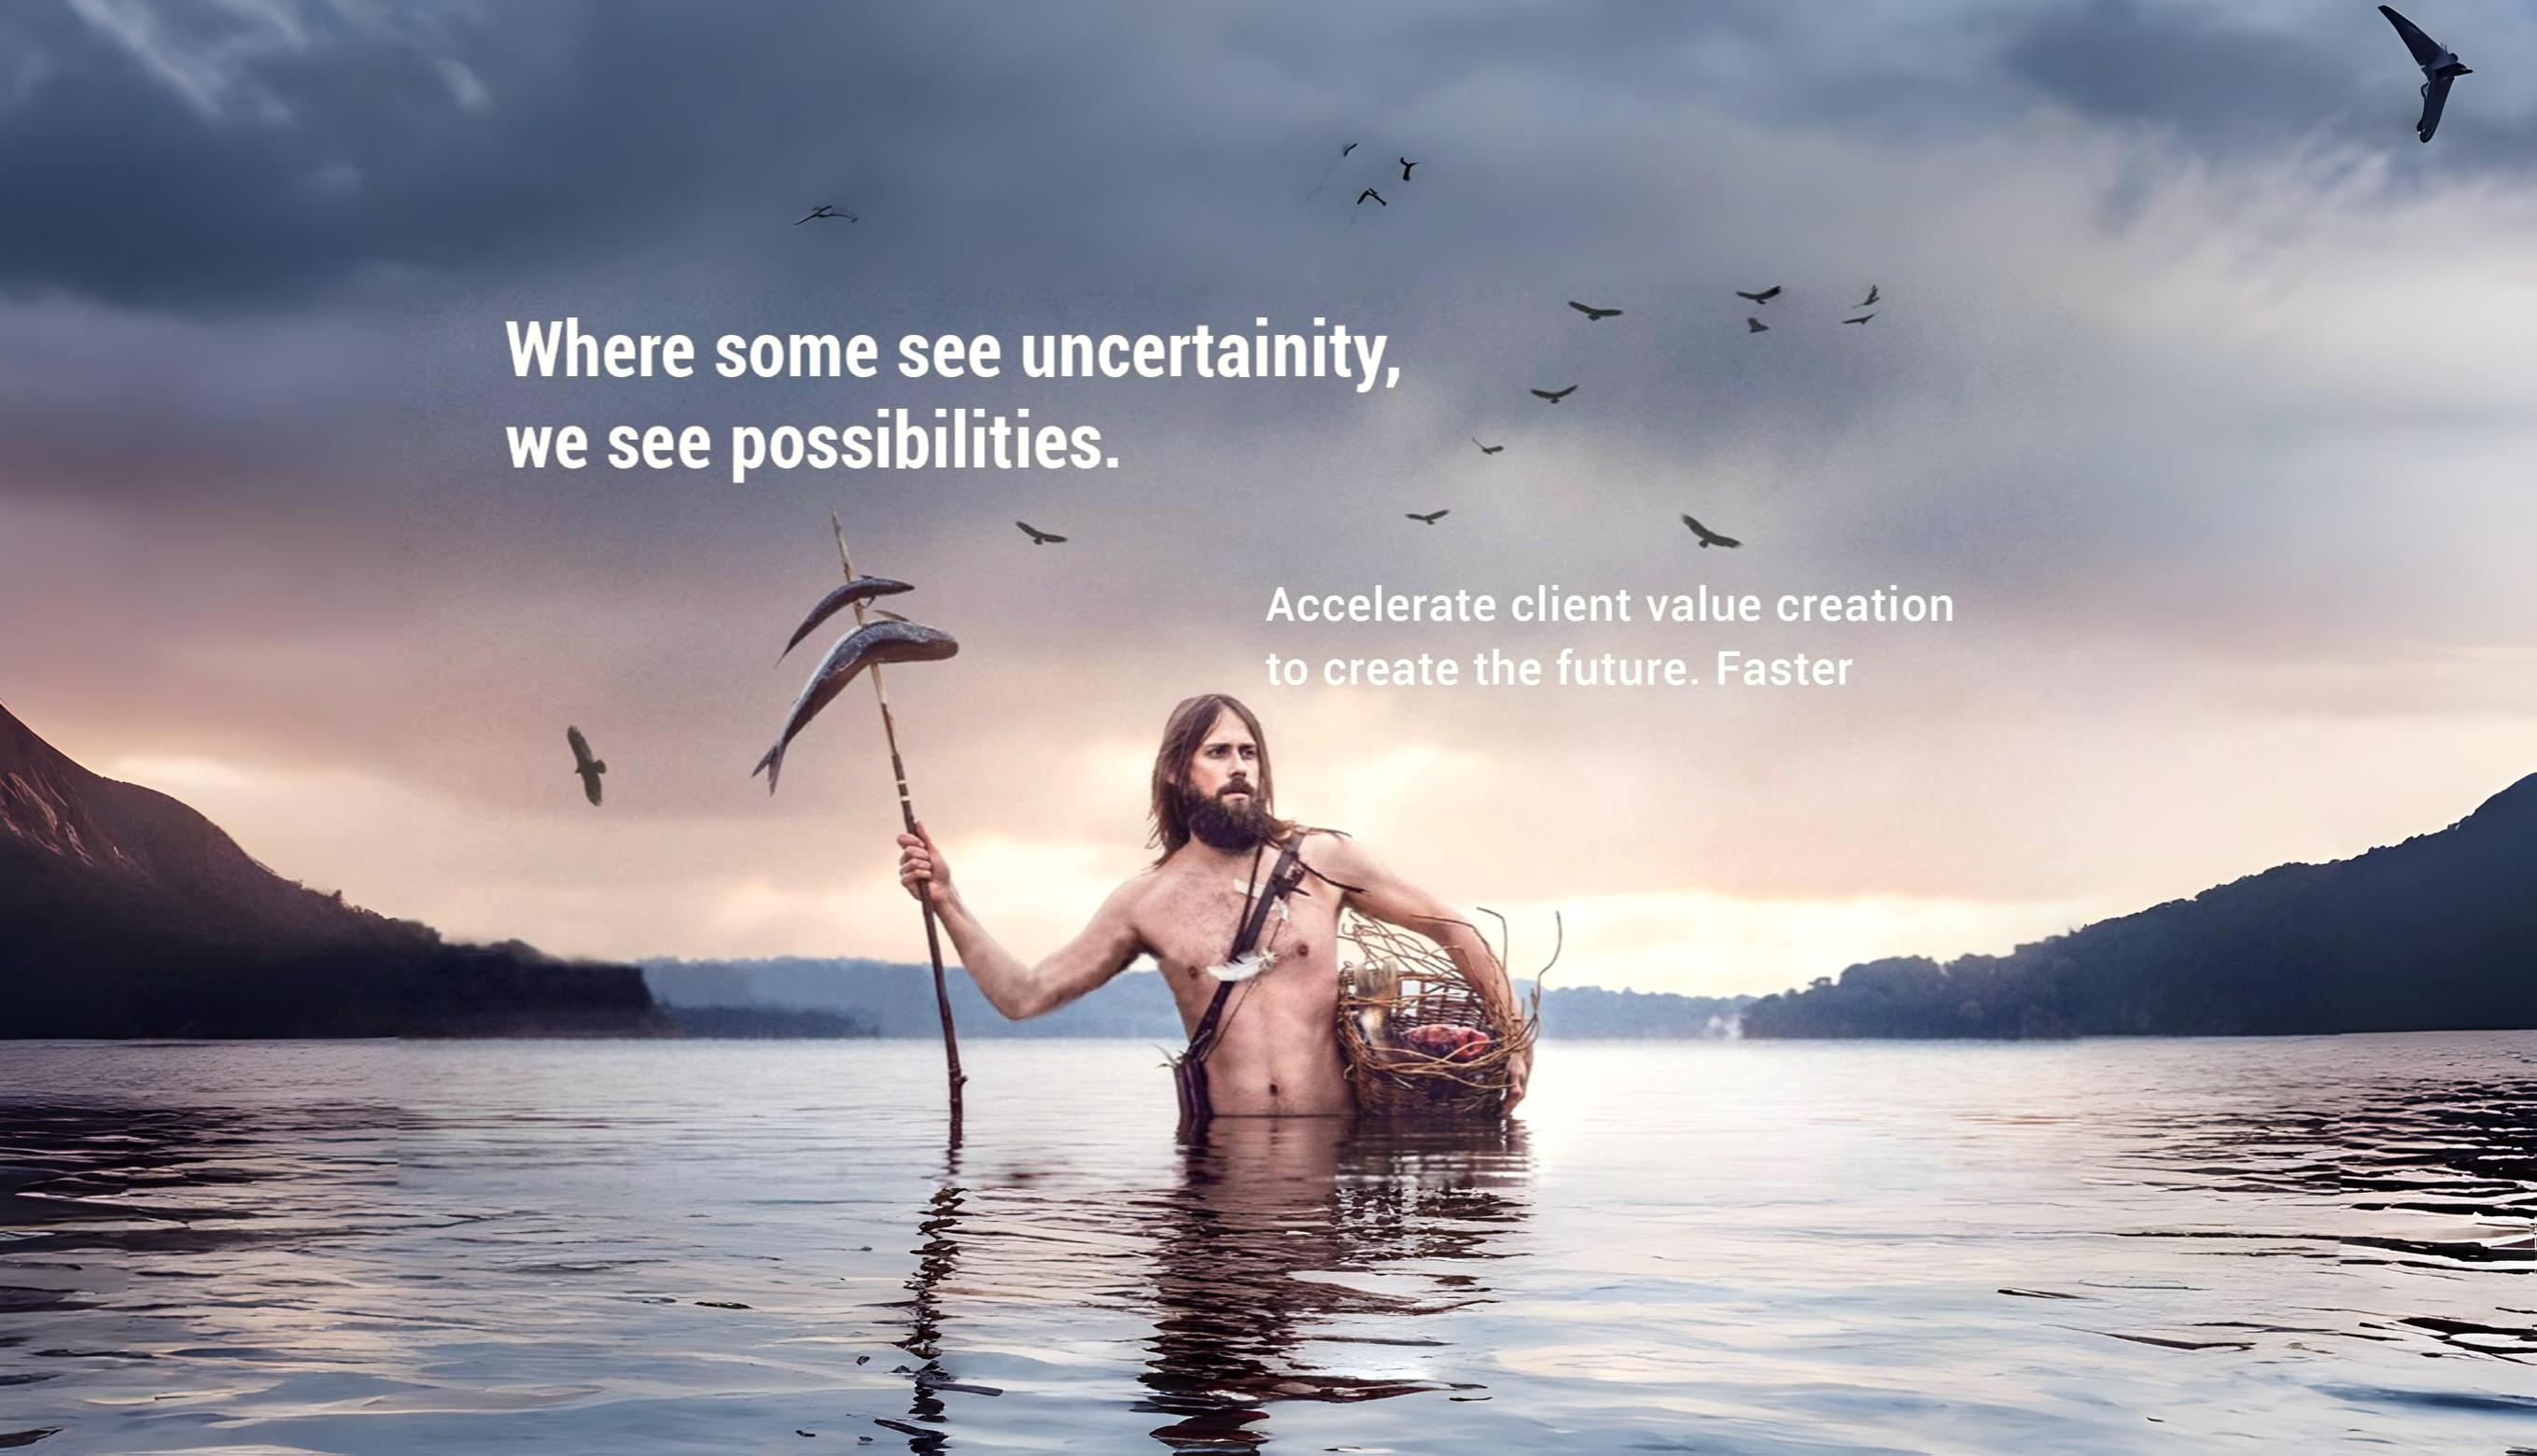 Where some see uncertainity,
we see possibilities.
Accelerate client value creation
to create the future. Faster